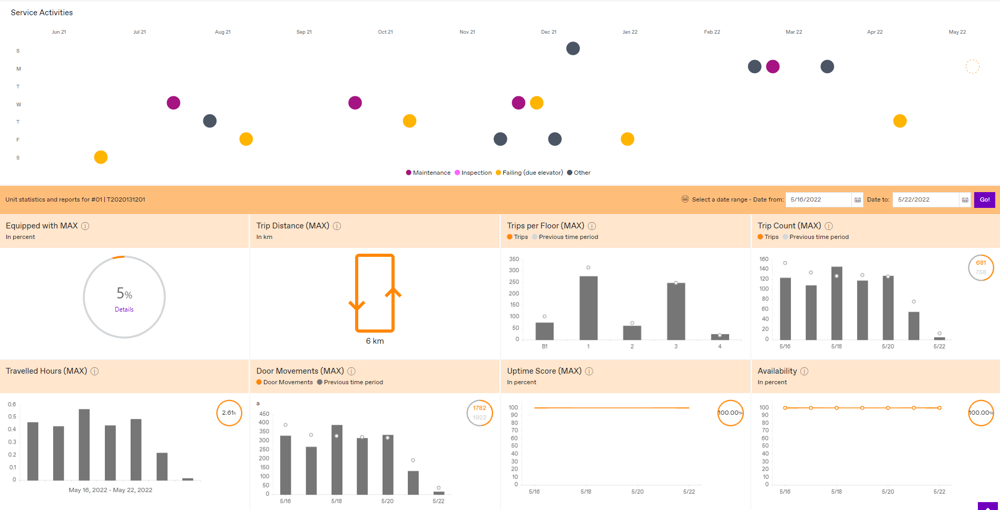 Service Activities
Jun 21 Jul 21 Aug 21 Sep 21 Oct 21 Nov 21 Dec 21 Jan 22 Feb 22 Mar 22 Apr 22 May 22
S
M
T
W
T
F
S
Maintenance Inspection Failing (due elevator) Other
Unit statistics and reports for #01 | T2020131201 Select a date range - Date from: 5/16/2022 Date to: 5/22/2022 Go!
Equipped with MAX
In percent
5%
Details
Trip Distance (MAX)
In km
6 km
Trips per Floor (MAX)
Trips Previous time period
350
300
250
200
150
100
50
0
B1 1 2 3 4
Trip Count (MAX)
Trips Previous time period
160
140
120
100
80
60
40
20
0
5/16 5/18 5/20 5/22
681
758
Travelled Hours (MAX)
0.6
0.5
0.4
0.3
0.2
0.1
0
May 16, 2022 - May 22, 2022
2.61h
Door Movements (MAX)
Door Movements Previous time period
a
450
400
350
300
250
200
150
100
50
0
5/16 5/18 5/20 5/22
1782
1922
Uptime Score (MAX)
In percent
100
90
80
70
60
50
40
30
20
10
0
5/16 5/18 5/20 5/22
100.00%
Availability
In percent
100
90
80
70
60
50
40
30
20
10
0
5/16 5/18 5/20 5/22
100.00%